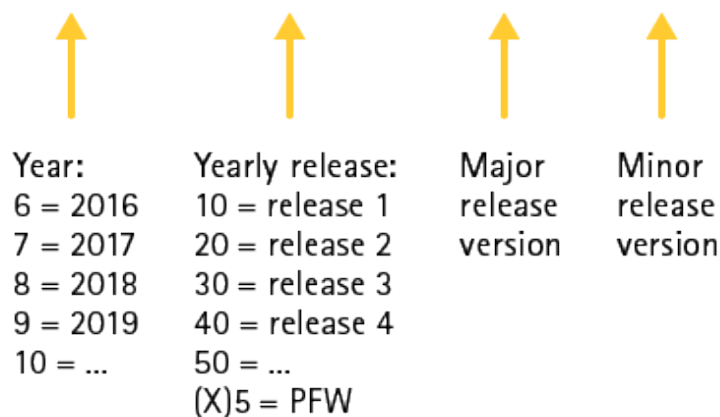 Year:
6 = 2016
7 = 2017
8 = 2018
9 = 2019
10 = ...
Yearly release:
10 = release 1
20 = release 2
30 = release 3
40 = release 4
50 = ...
(X)5 = PFW
Major
release
version
Minor
release
version